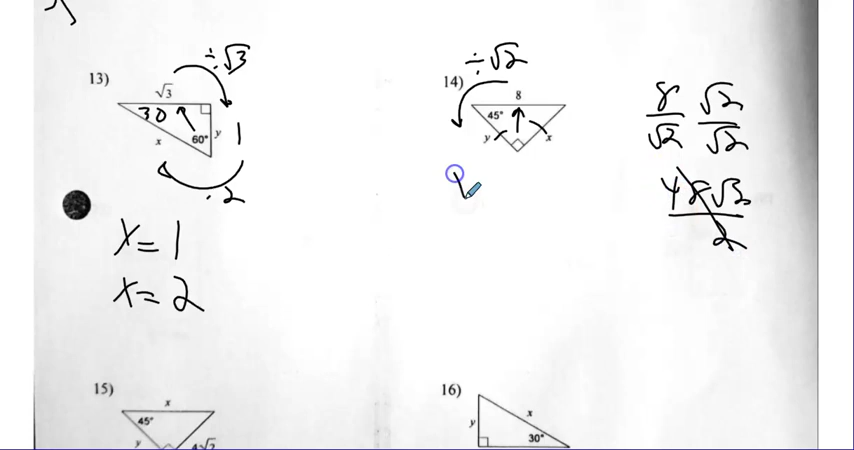 ÷√3
13)
√3
30
60°
y
1
x
· 2
x = 1
x = 2
÷√2
14)
8
45°
y
x
8 √2
√2 √2
4 8√2
2
15)
x
45°
y
4√2
16)
y
x
30°